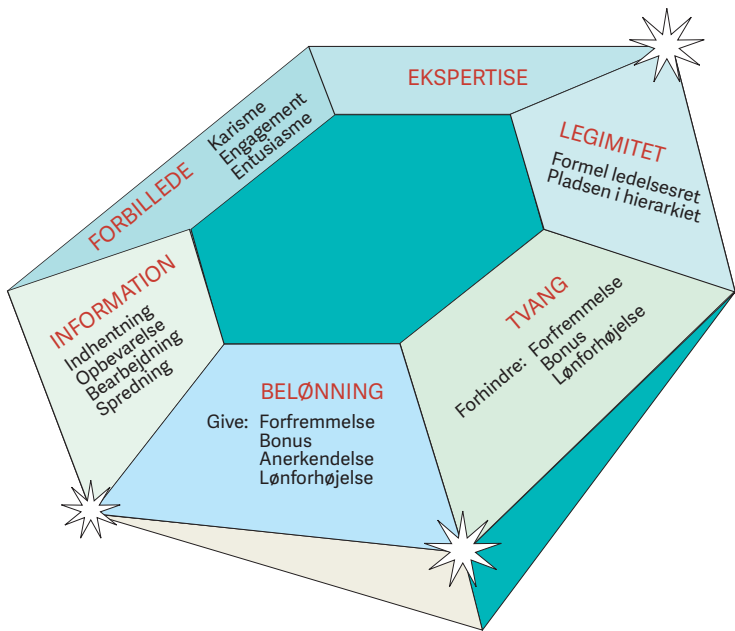 EKSPERTISE
LEGIMITET
Formel ledelsesret
Pladsen i hierarkiet
FORBILLEDE
Karisme
Engagement
Entusiasme
INFORMATION
Indhentning
Opbevarelse
Bearbejdning
Spredning
BELØNNING
Give: Forfremmelse
Bonus
Anerkendelse
Lønforhøjelse
TVANG
Forhindre: Forfremmelse
Bonus
Lønforhøjelse